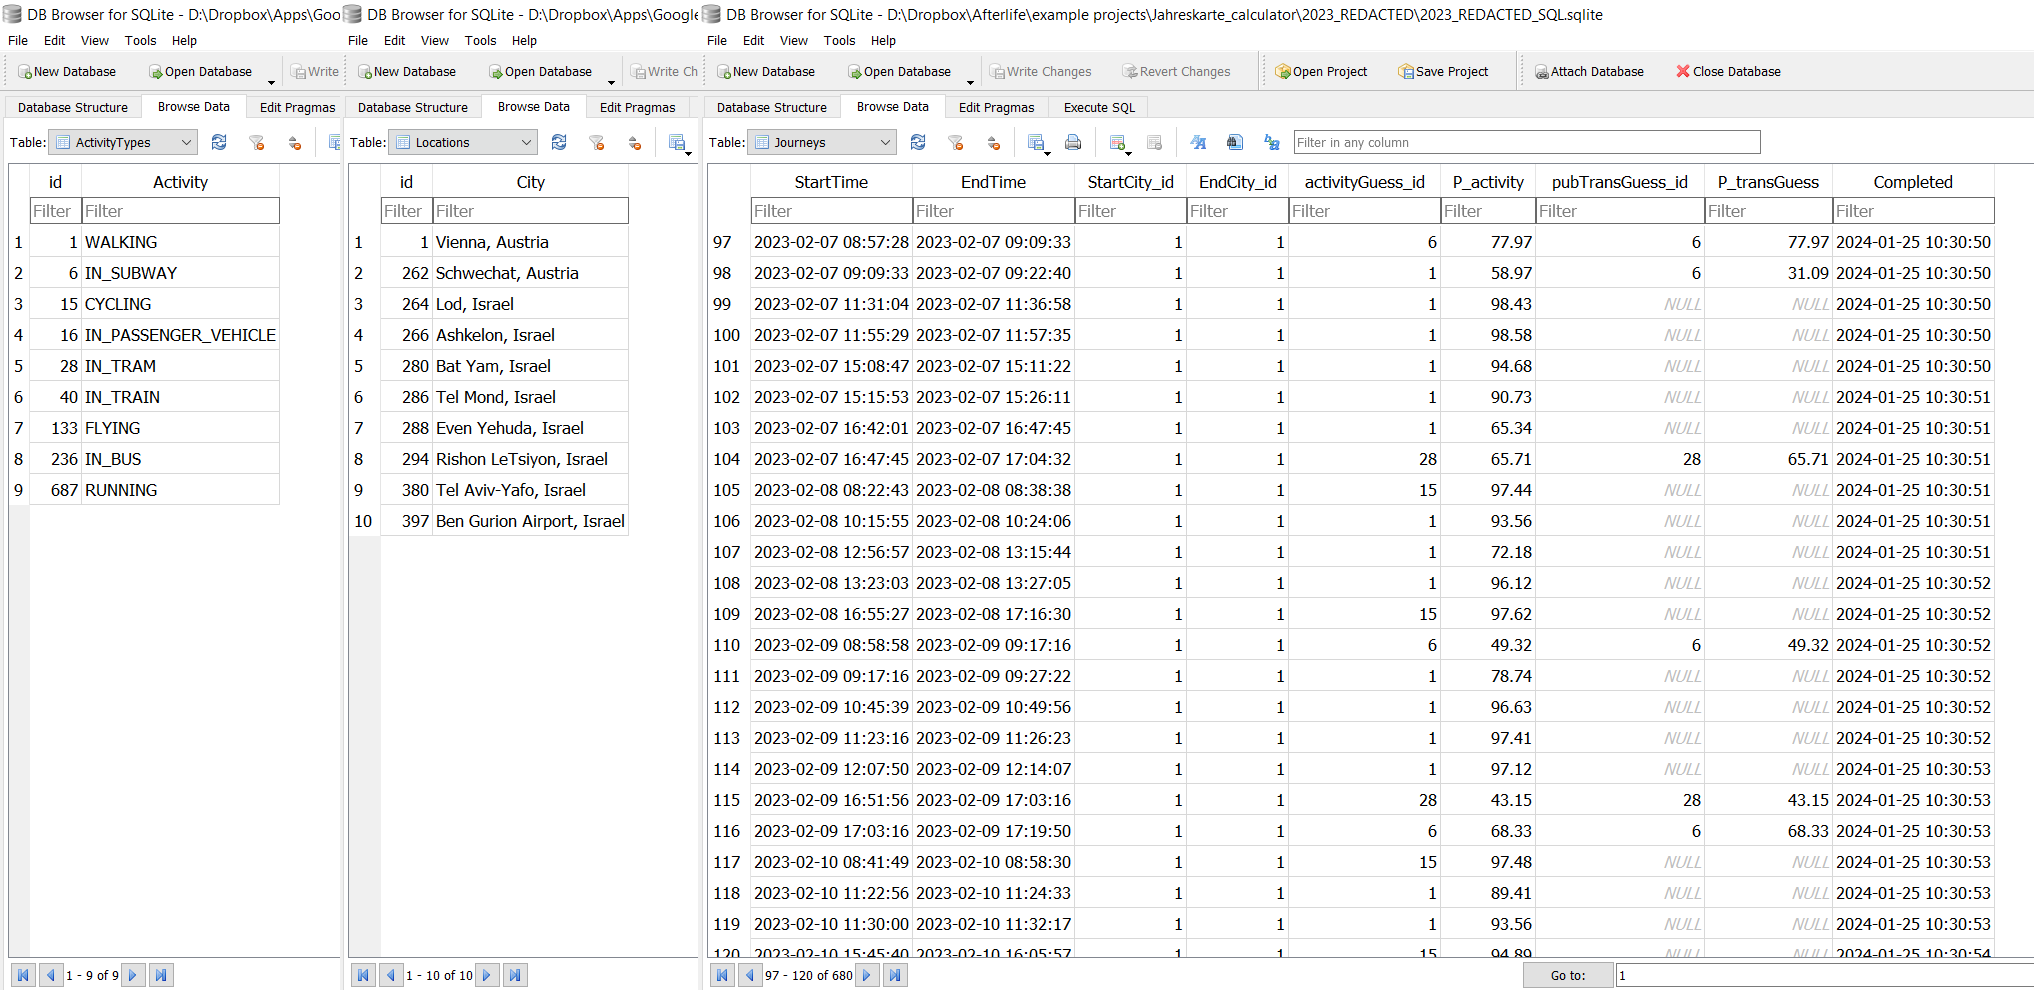 DB Browser for SQLite - D:\Dropbox\Apps\Goo
File Edit View Tools Help
New Database Open Database Write
Database Structure Browse Data Edit Pragmas
Table: ActivityTypes
id Activity
Filter Filter
1 1 WALKING
2 6 IN_SUBWAY
3 15 CYCLING
4 16 IN_PASSENGER_VEHICLE
5 28 IN_TRAM
6 40 IN_TRAIN
7 133 FLYING
8 236 IN_BUS
9 687 RUNNING
1 - 9 of 9
DB Browser for SQLite - D:\Dropbox\Apps\Google
File Edit View Tools Help
New Database Open Database Write Ch
Database Structure Browse Data Edit Pragmas
Table: Locations
id City
Filter Filter
1 1 Vienna, Austria
2 262 Schwechat, Austria
3 264 Lod, Israel
4 266 Ashkelon, Israel
5 280 Bat Yam, Israel
6 286 Tel Mond, Israel
7 288 Even Yehuda, Israel
8 294 Rishon LeTsiyon, Israel
9 380 Tel Aviv-Yafo, Israel
10 397 Ben Gurion Airport, Israel
1 - 10 of 10
DB Browser for SQLite - D:\Dropbox\Afterlife\example projects\Jahreskarte_calculator\2023_REDACTED\2023_REDACTED_SQL.sqlite
File Edit View Tools Help
New Database Open Database Write Changes Revert Changes Open Project Save Project Attach Database Close Database
Database Structure Browse Data Edit Pragmas Execute SQL
Table: Journeys Filter in any column
StartTime EndTime StartCity_id EndCity_id activityGuess_id P_activity pubTransGuess_id P_transGuess Completed
Filter Filter Filter Filter Filter Filter Filter Filter Filter
97 2023-02-07 08:57:28 2023-02-07 09:09:33 1 1 6 77.97 6 77.97 2024-01-25 10:30:50
98 2023-02-07 09:09:33 2023-02-07 09:22:40 1 1 1 58.97 6 31.09 2024-01-25 10:30:50
99 2023-02-07 11:31:04 2023-02-07 11:36:58 1 1 1 98.43 NULL NULL 2024-01-25 10:30:50
100 2023-02-07 11:55:29 2023-02-07 11:57:35 1 1 1 98.58 NULL NULL 2024-01-25 10:30:50
101 2023-02-07 15:08:47 2023-02-07 15:11:22 1 1 1 94.68 NULL NULL 2024-01-25 10:30:50
102 2023-02-07 15:15:53 2023-02-07 15:26:11 1 1 1 90.73 NULL NULL 2024-01-25 10:30:51
103 2023-02-07 16:42:01 2023-02-07 16:47:45 1 1 1 65.34 NULL NULL 2024-01-25 10:30:51
104 2023-02-07 16:47:45 2023-02-07 17:04:32 1 1 28 65.71 28 65.71 2024-01-25 10:30:51
105 2023-02-08 08:22:43 2023-02-08 08:38:38 1 1 15 97.44 NULL NULL 2024-01-25 10:30:51
106 2023-02-08 10:15:55 2023-02-08 10:24:06 1 1 1 93.56 NULL NULL 2024-01-25 10:30:51
107 2023-02-08 12:56:57 2023-02-08 13:15:44 1 1 1 72.18 NULL NULL 2024-01-25 10:30:51
108 2023-02-08 13:23:03 2023-02-08 13:27:05 1 1 1 96.12 NULL NULL 2024-01-25 10:30:52
109 2023-02-08 16:55:27 2023-02-08 17:16:30 1 1 15 97.62 NULL NULL 2024-01-25 10:30:52
110 2023-02-09 08:58:58 2023-02-09 09:17:16 1 1 6 49.32 6 49.32 2024-01-25 10:30:52
111 2023-02-09 09:17:16 2023-02-09 09:27:22 1 1 1 78.74 NULL NULL 2024-01-25 10:30:52
112 2023-02-09 10:45:39 2023-02-09 10:49:56 1 1 1 96.63 NULL NULL 2024-01-25 10:30:52
113 2023-02-09 11:23:16 2023-02-09 11:26:23 1 1 1 97.41 NULL NULL 2024-01-25 10:30:52
114 2023-02-09 12:07:50 2023-02-09 12:14:07 1 1 1 97.12 NULL NULL 2024-01-25 10:30:53
115 2023-02-09 16:51:56 2023-02-09 17:03:16 1 1 28 43.15 28 43.15 2024-01-25 10:30:53
116 2023-02-09 17:03:16 2023-02-09 17:19:50 1 1 6 68.33 6 68.33 2024-01-25 10:30:53
117 2023-02-10 08:41:49 2023-02-10 08:58:30 1 1 15 97.48 NULL NULL 2024-01-25 10:30:53
118 2023-02-10 11:22:56 2023-02-10 11:24:33 1 1 1 89.41 NULL NULL 2024-01-25 10:30:53
119 2023-02-10 11:30:00 2023-02-10 11:32:17 1 1 1 93.56 NULL NULL 2024-01-25 10:30:53
120 2023-02-10 15:45:40 2023-02-10 16:05:57 1 1 15 94.89 NULL NULL 2024-01-25 10:30:54
97 - 120 of 680 Go to: 1